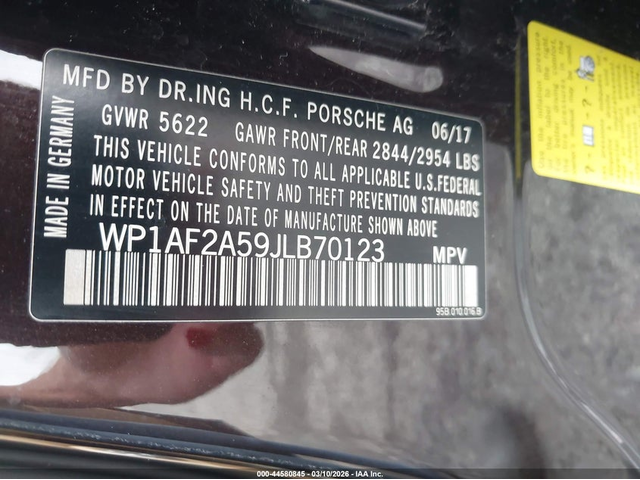 MFD BY DR.ING H.C.F. PORSCHE AG 06/17
GVWR 5622 GAWR FRONT/REAR 2844/2954 LBS
THIS VEHICLE CONFORMS TO ALL APPLICABLE U.S.FEDERAL
MOTOR VEHICLE SAFETY AND THEFT PREVENTION STANDARDS
IN EFFECT ON THE DATE OF MANUFACTURE SHOWN ABOVE
WP1AF2A59JLB70123 MPV
95B.010.016.B
MADE IN GERMANY
000-44580845 - 03/10/2026 - IAA Inc.